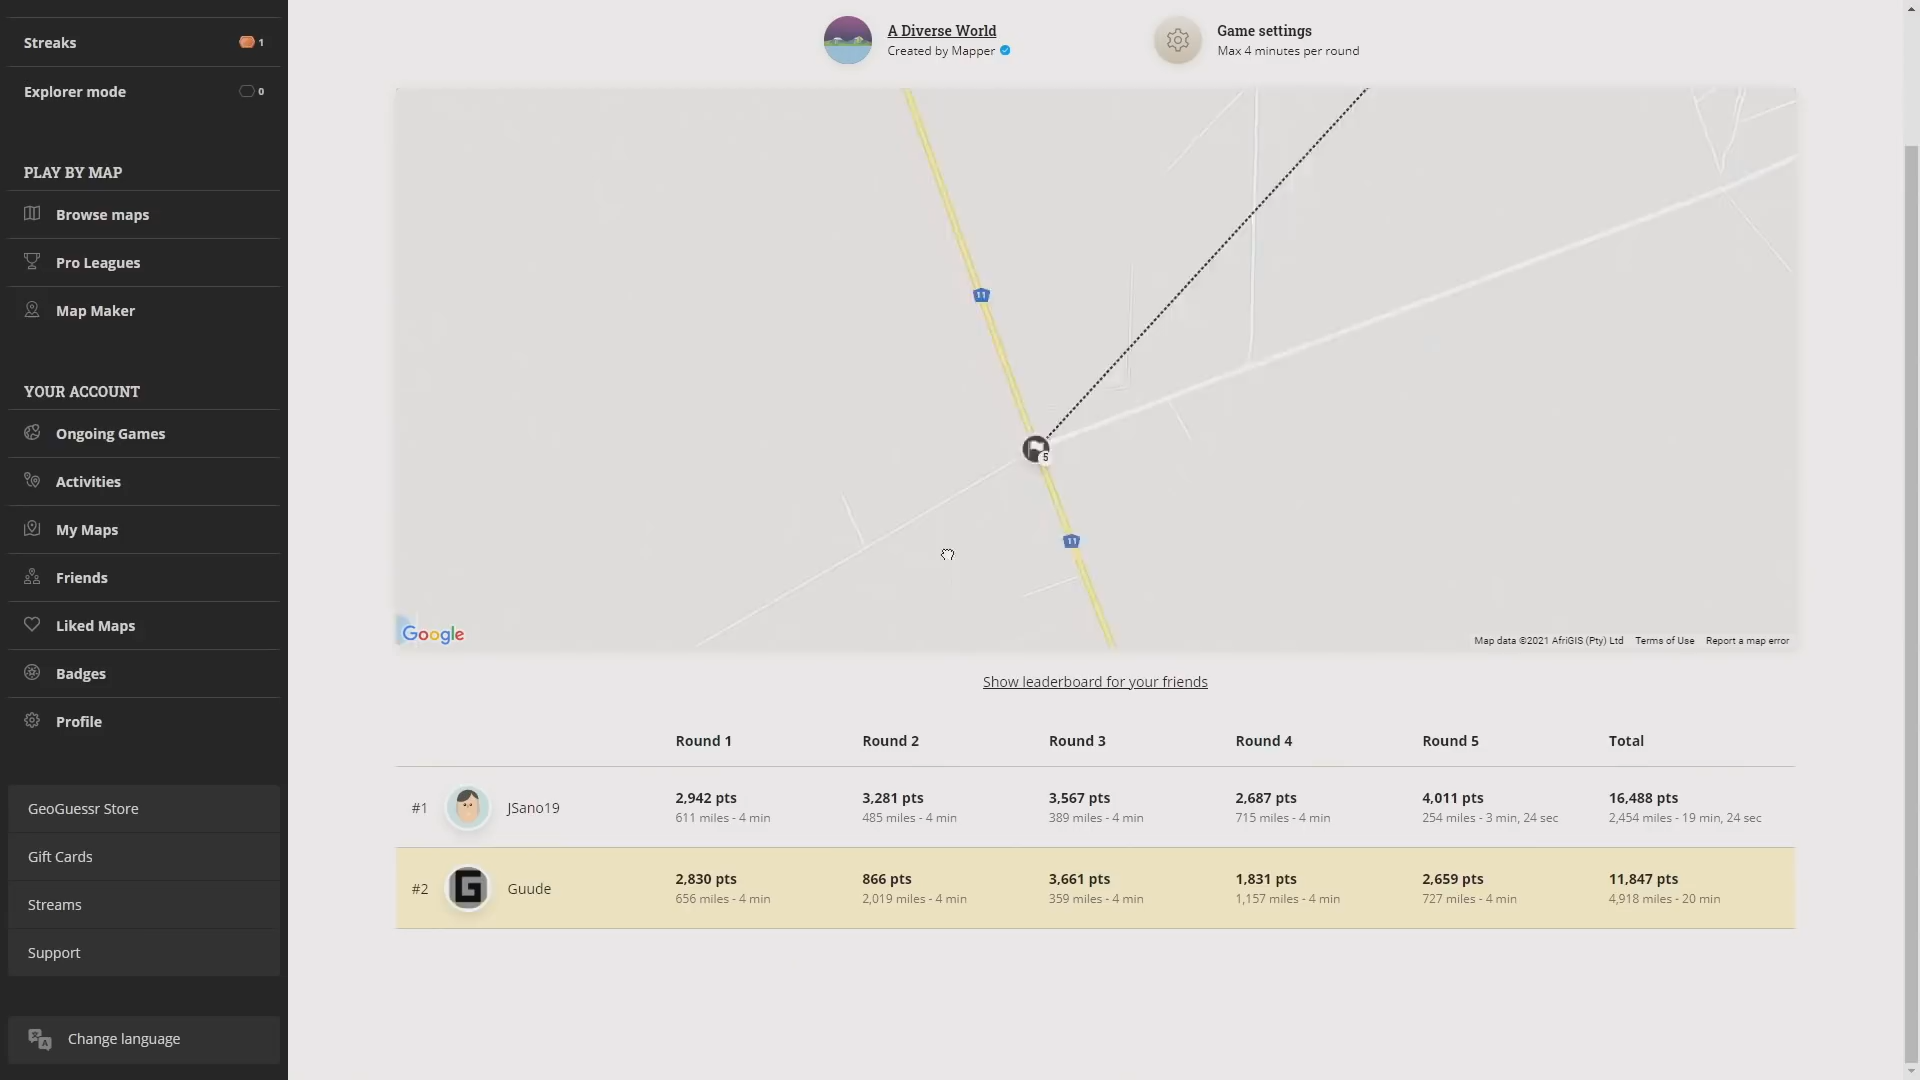 Streaks
1
Explorer mode
0
PLAY BY MAP
Browse maps
Pro Leagues
Map Maker
YOUR ACCOUNT
Ongoing Games
Activities
My Maps
Friends
Liked Maps
Badges
Profile
GeoGuessr Store
Gift Cards
Streams
Support
Change language
A Diverse World
Created by Mapper
Game settings
Max 4 minutes per round
11
5
11
Google
Map data ©2021 AfriGIS (Pty) Ltd Terms of Use Report a map error
Show leaderboard for your friends
Round 1 Round 2 Round 3 Round 4 Round 5 Total
#1 JSano19
2,942 pts 3,281 pts 3,567 pts 2,687 pts 4,011 pts 16,488 pts
611 miles - 4 min 485 miles - 4 min 389 miles - 4 min 715 miles - 4 min 254 miles - 3 min, 24 sec 2,454 miles - 19 min, 24 sec
#2 G Guude
2,830 pts 866 pts 3,661 pts 1,831 pts 2,659 pts 11,847 pts
656 miles - 4 min 2,019 miles - 4 min 359 miles - 4 min 1,157 miles - 4 min 727 miles - 4 min 4,918 miles - 20 min